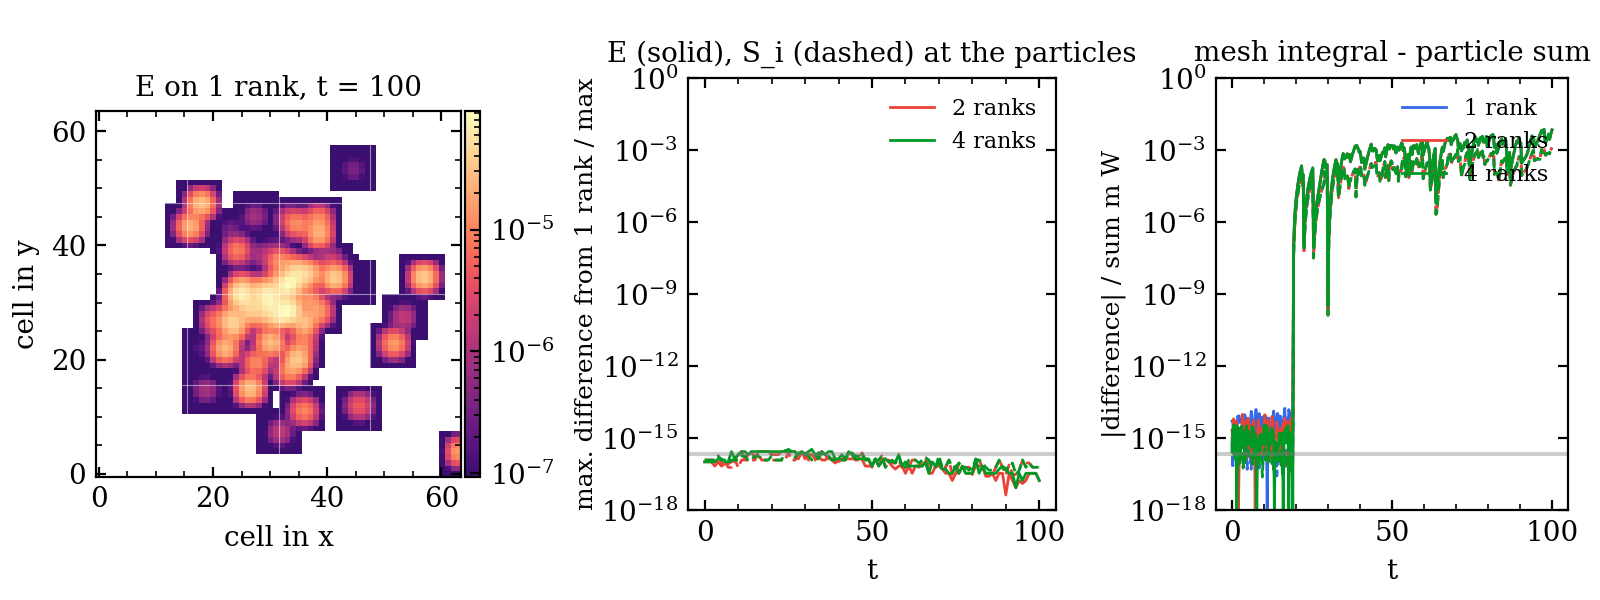 E on 1 rank, t = 100
60
40
20
0
0
20
40
60
cell in y
cell in x
10⁻⁵
10⁻⁶
10⁻⁷
E (solid), S_i (dashed) at the particles
max. difference from 1 rank / max
10⁰
10⁻³
10⁻⁶
10⁻⁹
10⁻¹²
10⁻¹⁵
10⁻¹⁸
2 ranks
4 ranks
0
50
100
t
mesh integral - particle sum
|difference| / sum m W
10⁰
10⁻³
10⁻⁶
10⁻⁹
10⁻¹²
10⁻¹⁵
10⁻¹⁸
1 rank
2 ranks
4 ranks
0
50
100
t